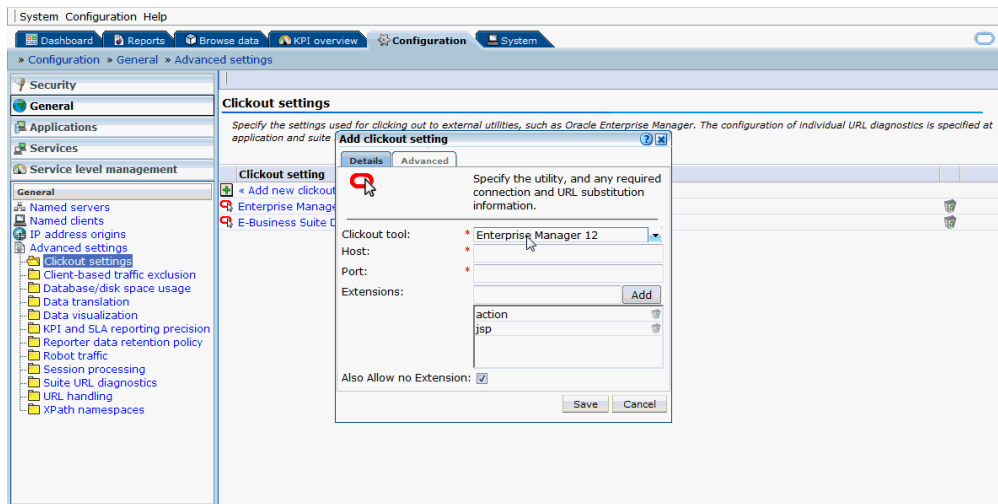 System Configuration Help
Dashboard Reports Browse data KPI overview Configuration System
» Configuration » General » Advanced settings
Security
General
Applications
Services
Service level management
General
Named servers
Named clients
IP address origins
Advanced settings
Clickout settings
Client-based traffic exclusion
Database/disk space usage
Data translation
Data visualization
KPI and SLA reporting precision
Reporter data retention policy
Robot traffic
Session processing
Suite URL diagnostics
URL handling
XPath namespaces
Clickout settings
Specify the settings used for clicking out to external utilities, such as Oracle Enterprise Manager. The configuration of individual URL diagnostics is specified at
application and suite
Clickout setting
« Add new clickout
Enterprise Manage
E-Business Suite D
Add clickout setting
Details Advanced
Specify the utility, and any required
connection and URL substitution
information.
Clickout tool: * Enterprise Manager 12
Host: *
Port: *
Extensions: Add
action
jsp
Also Allow no Extension:
Save Cancel